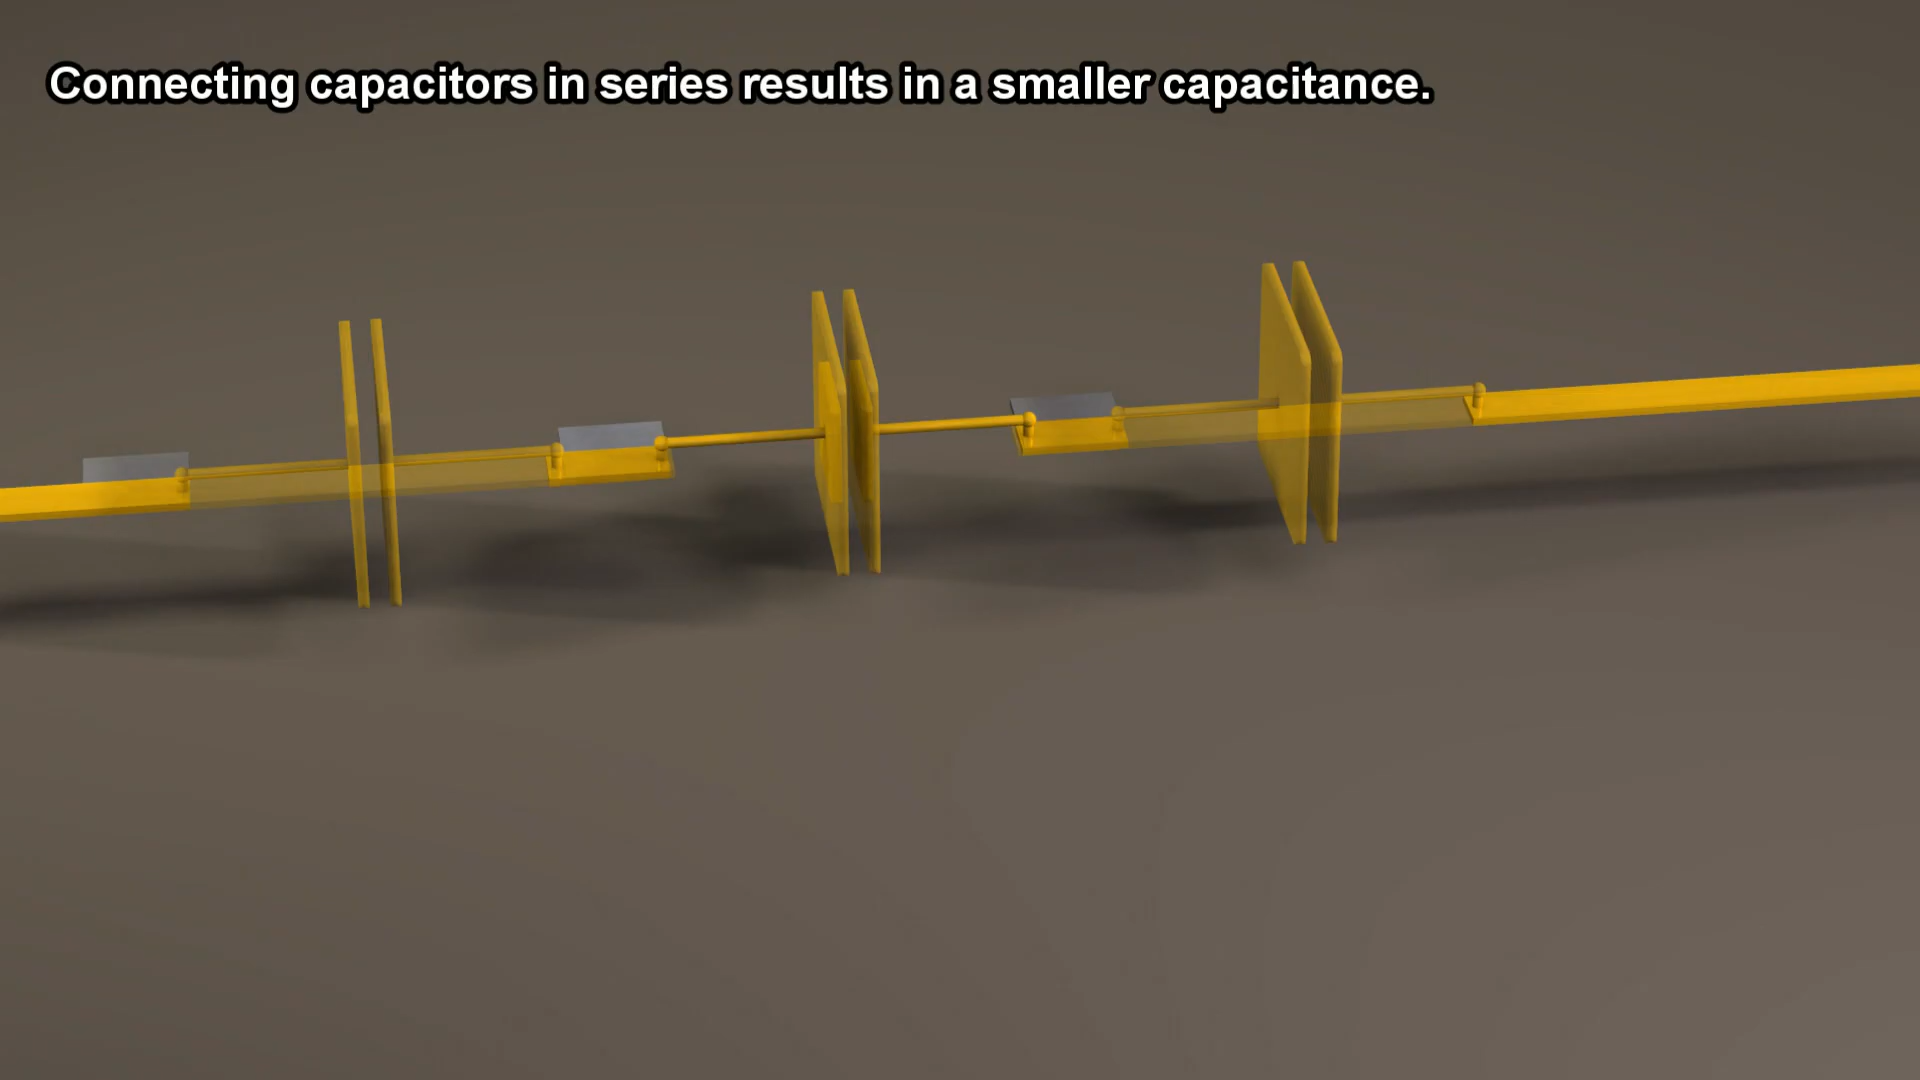 Connecting capacitors in series results in a smaller capacitance.